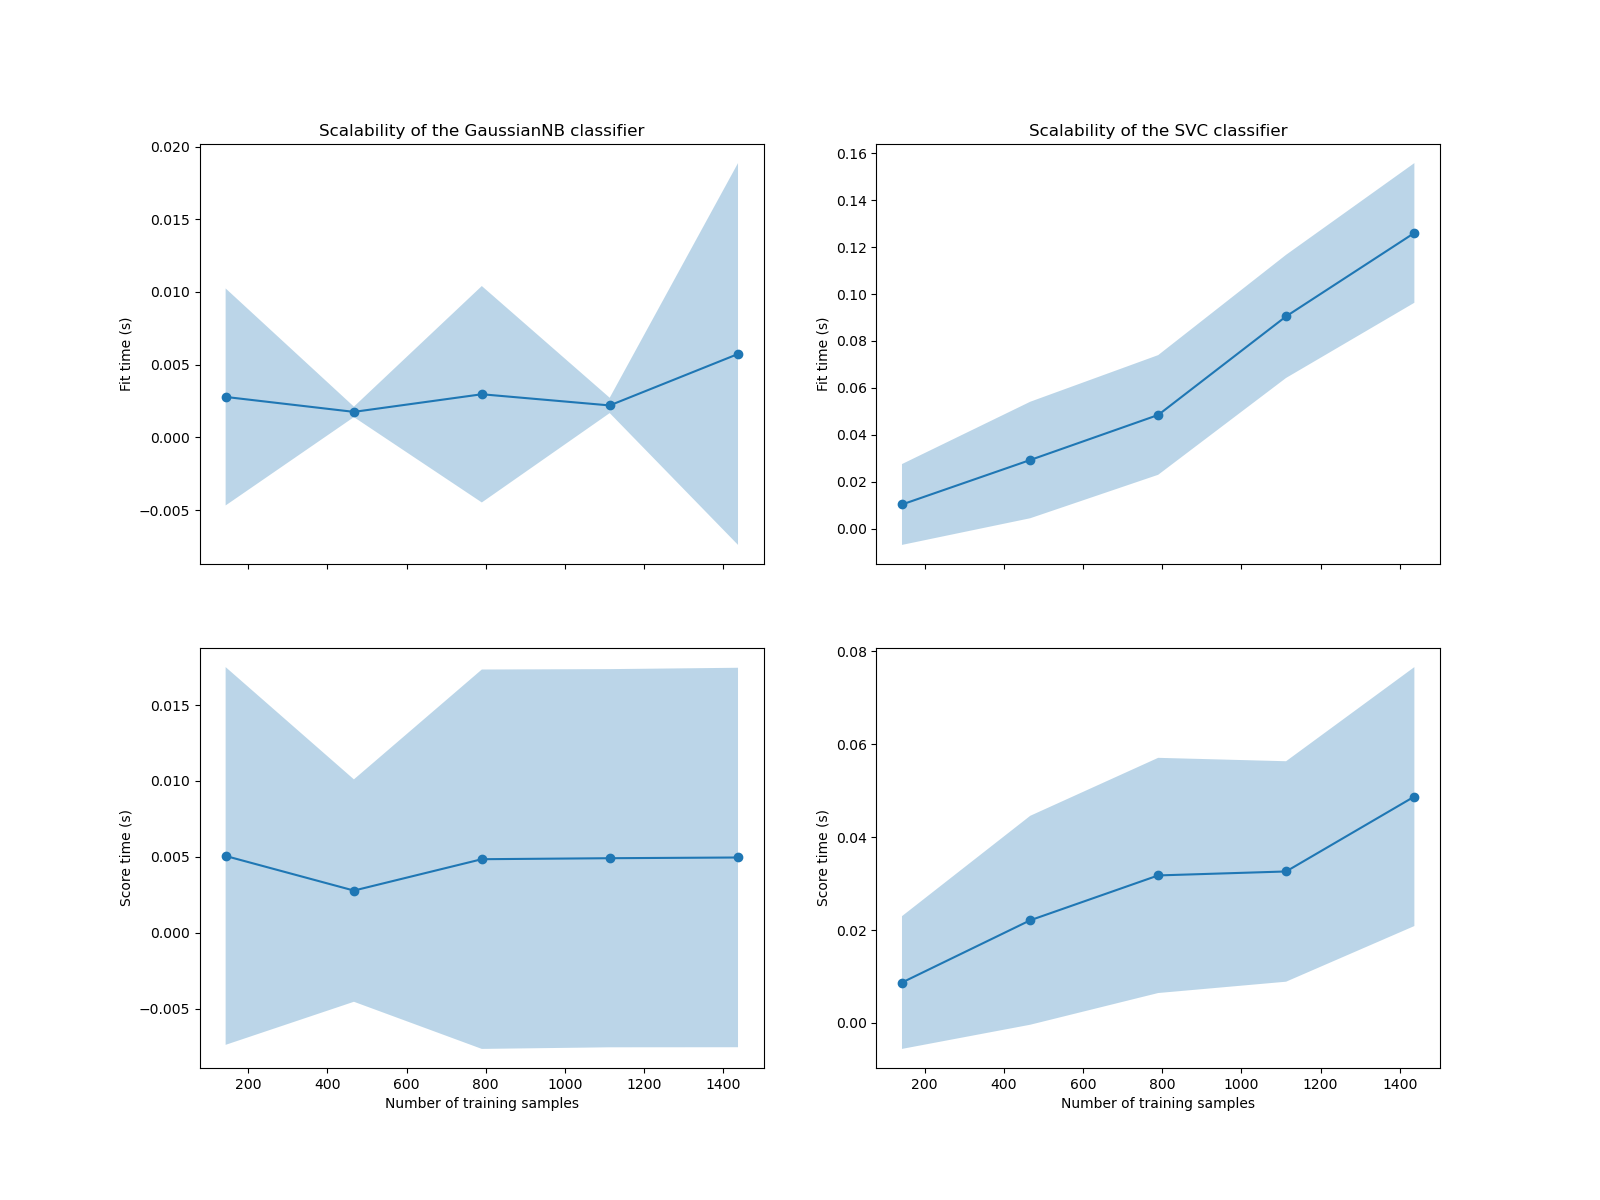 Scalability of the GaussianNB classifier
0.020
0.015
0.010
0.005
0.000
−0.005
Fit time (s)
Scalability of the SVC classifier
0.16
0.14
0.12
0.10
0.08
0.06
0.04
0.02
0.00
Fit time (s)
0.015
0.010
0.005
0.000
−0.005
Score time (s)
200 400 600 800 1000 1200 1400
Number of training samples
0.08
0.06
0.04
0.02
0.00
Score time (s)
200 400 600 800 1000 1200 1400
Number of training samples